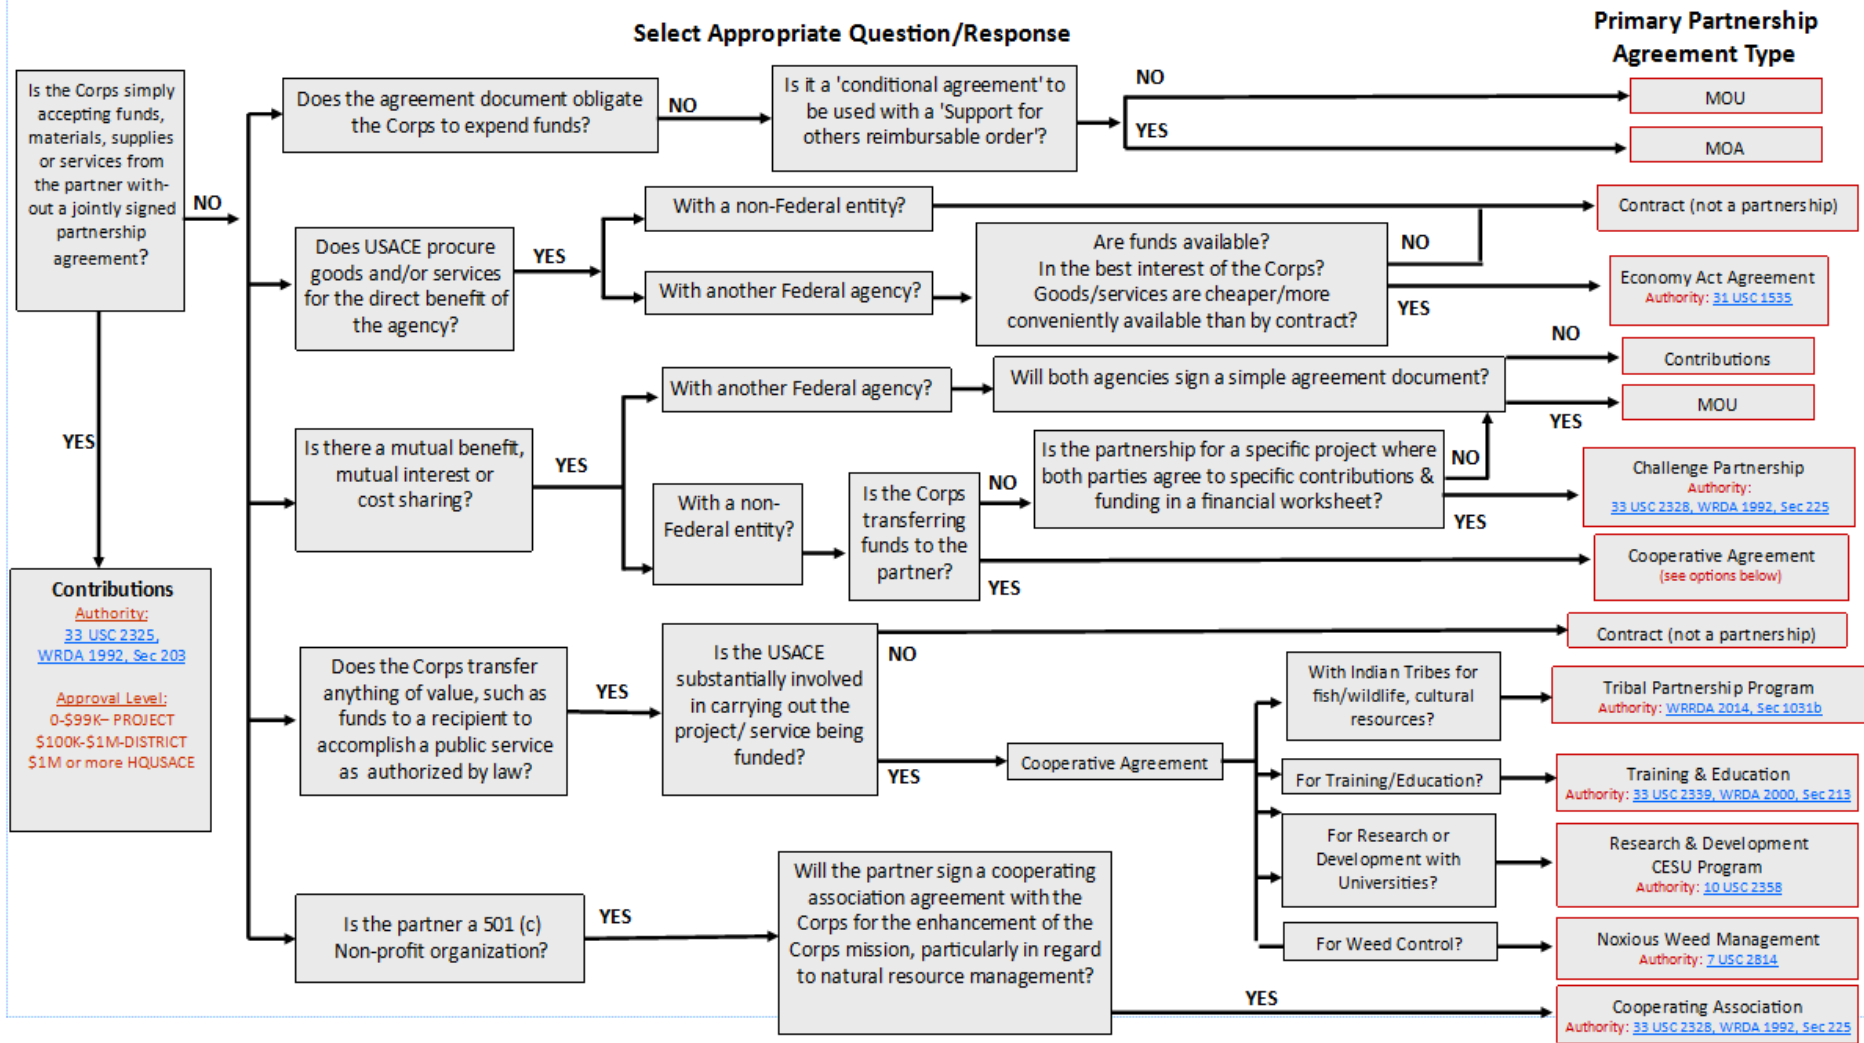 Select Appropriate Question/Response
Primary Partnership
Agreement Type
Is the Corps simply
accepting funds,
materials, supplies
or services from
the partner with-
out a jointly signed
partnership
agreement?
NO
YES
Contributions
Authority:
33 USC 2325,
WRDA 1992, Sec 203
Approval Level:
0-$99K– PROJECT
$100K-$1M-DISTRICT
$1M or more HQUSACE
Does the agreement document obligate
the Corps to expend funds?
NO
Is it a 'conditional agreement' to
be used with a 'Support for
others reimbursable order'?
NO
YES
MOU
MOA
Does USACE procure
goods and/or services
for the direct benefit of
the agency?
YES
With a non-Federal entity?
With another Federal agency?
Are funds available?
In the best interest of the Corps?
Goods/services are cheaper/more
conveniently available than by contract?
NO
YES
Contract (not a partnership)
Economy Act Agreement
Authority: 31 USC 1535
Is there a mutual benefit,
mutual interest or
cost sharing?
YES
With another Federal agency?
Will both agencies sign a simple agreement document?
NO
YES
Contributions
MOU
With a non-
Federal entity?
Is the Corps
transferring
funds to the
partner?
NO
YES
Is the partnership for a specific project where
both parties agree to specific contributions &
funding in a financial worksheet?
NO
YES
Challenge Partnership
Authority:
33 USC 2328, WRDA 1992, Sec 225
Cooperative Agreement
(see options below)
Does the Corps transfer
anything of value, such as
funds to a recipient to
accomplish a public service
as authorized by law?
YES
Is the USACE
substantially involved
in carrying out the
project/ service being
funded?
NO
YES
Contract (not a partnership)
Cooperative Agreement
With Indian Tribes for
fish/wildlife, cultural
resources?
Tribal Partnership Program
Authority: WRRDA 2014, Sec 1031b
For Training/Education?
Training & Education
Authority: 33 USC 2339, WRDA 2000, Sec 213
For Research or
Development with
Universities?
Research & Development
CESU Program
Authority: 10 USC 2358
For Weed Control?
Noxious Weed Management
Authority: 7 USC 2814
Is the partner a 501 (c)
Non-profit organization?
YES
Will the partner sign a cooperating
association agreement with the
Corps for the enhancement of the
Corps mission, particularly in regard
to natural resource management?
YES
Cooperating Association
Authority: 33 USC 2328, WRDA 1992, Sec 225